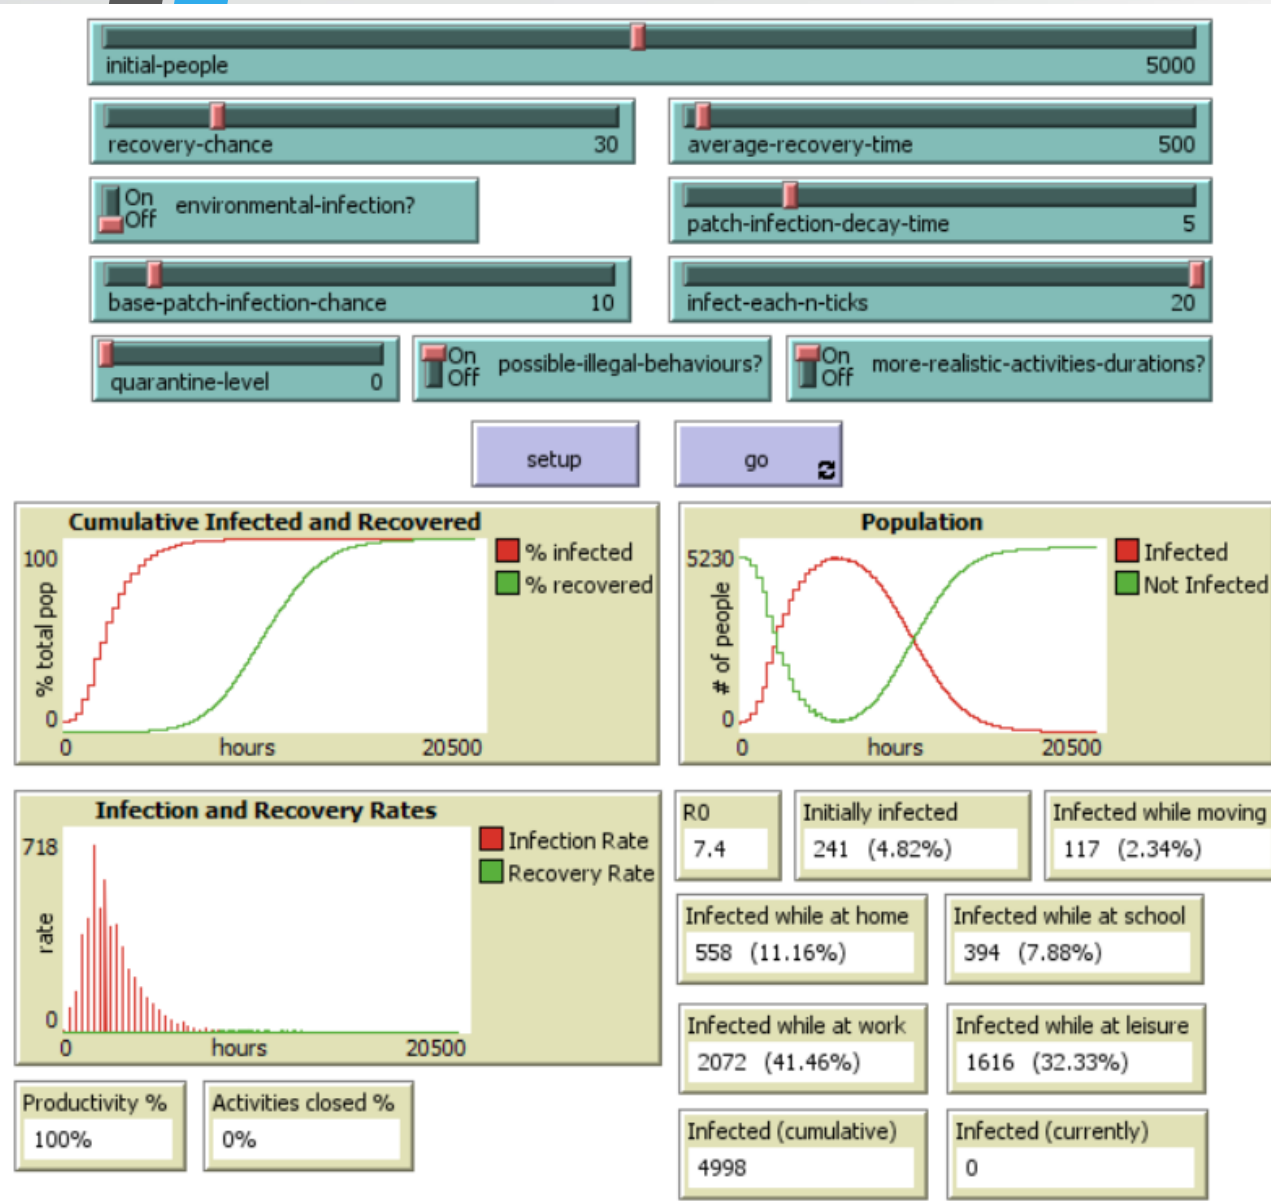 initial-people 5000
recovery-chance 30
average-recovery-time 500
On
Off
environmental-infection?
patch-infection-decay-time 5
base-patch-infection-chance 10
infect-each-n-ticks 20
quarantine-level 0
On
Off
possible-illegal-behaviours?
On
Off
more-realistic-activities-durations?
setup
go
Cumulative Infected and Recovered
100
% total pop
0
0 hours 20500
% infected
% recovered
Population
5230
# of people
0
0 hours 20500
Infected
Not Infected
Infection and Recovery Rates
718
rate
0
0 hours 20500
Infection Rate
Recovery Rate
R0
7.4
Initially infected
241 (4.82%)
Infected while moving
117 (2.34%)
Infected while at home
558 (11.16%)
Infected while at school
394 (7.88%)
Infected while at work
2072 (41.46%)
Infected while at leisure
1616 (32.33%)
Productivity %
100%
Activities closed %
0%
Infected (cumulative)
4998
Infected (currently)
0